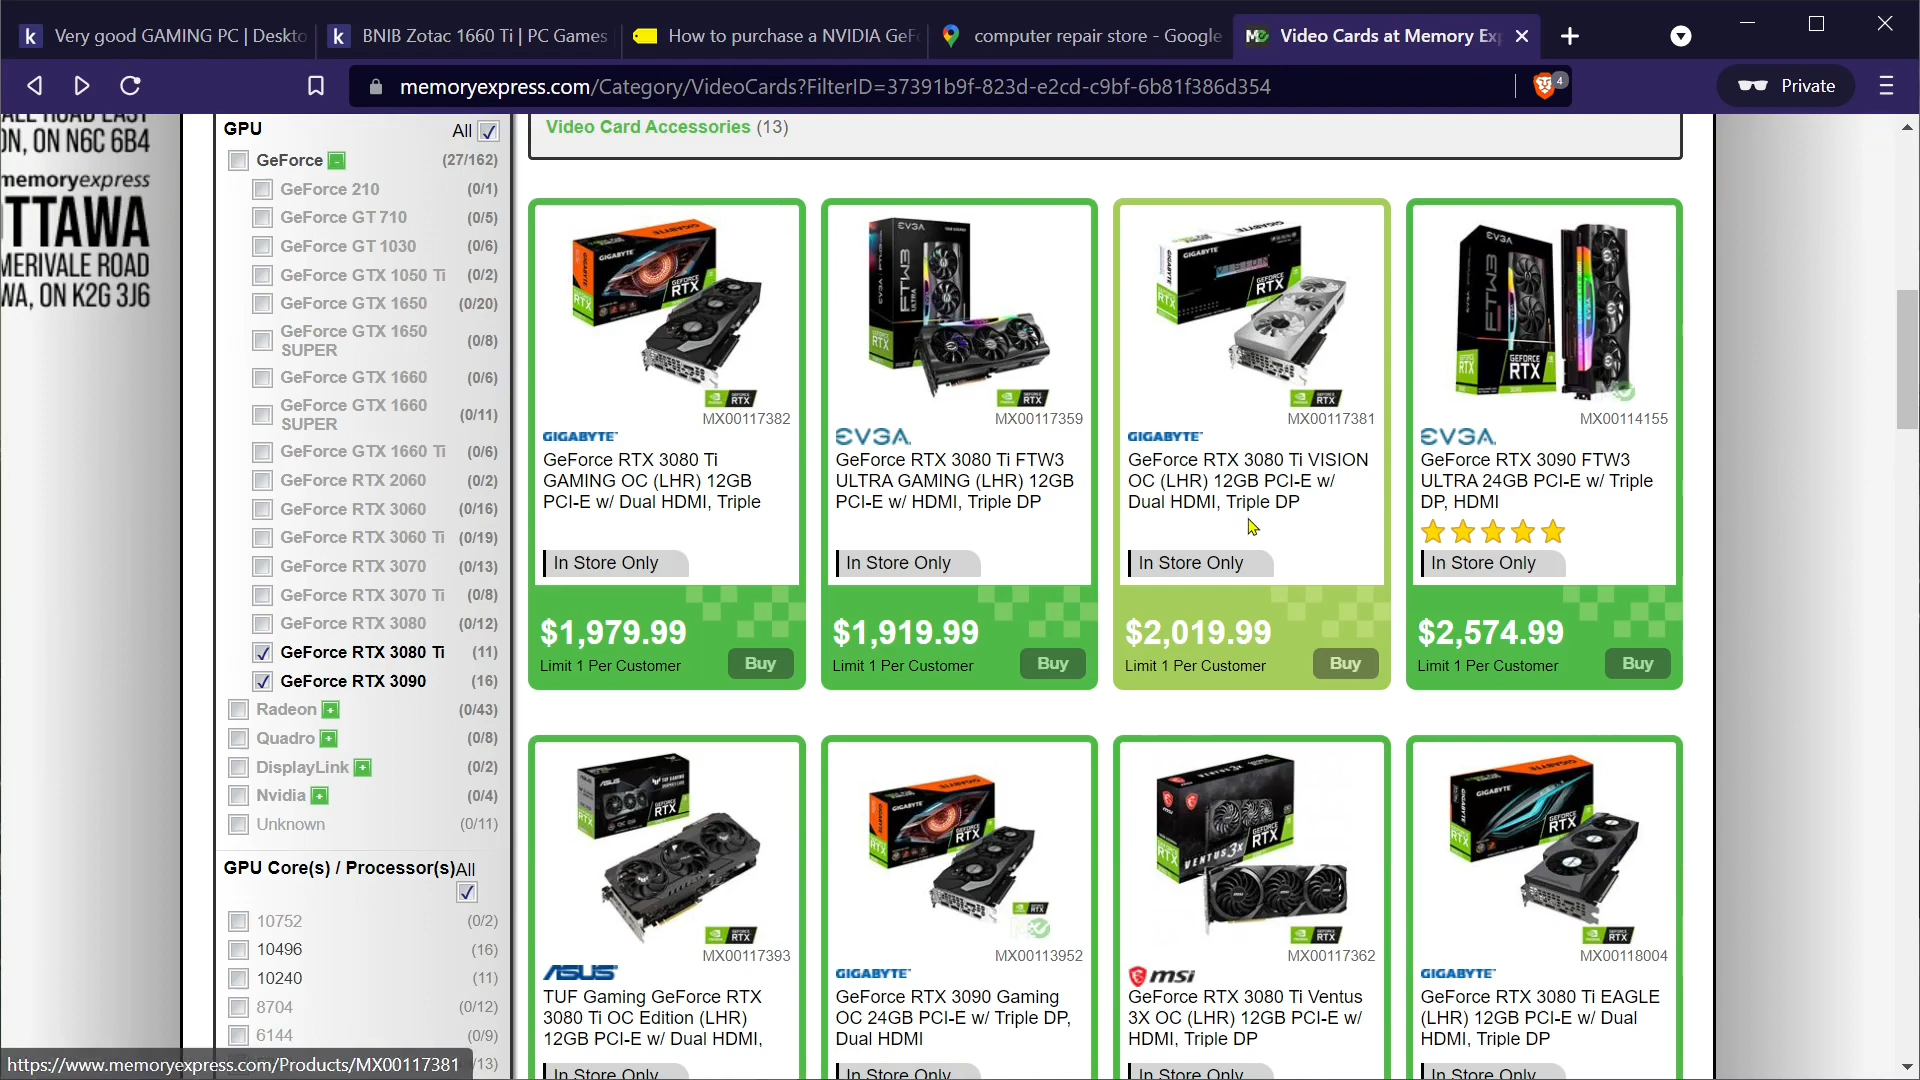 Very good GAMING PC | Deskto
BNIB Zotac 1660 Ti | PC Games
How to purchase a NVIDIA GeF
computer repair store - Google
Video Cards at Memory Exp
memoryexpress.com/Category/VideoCards?FilterID=37391b9f-823d-e2cd-c9bf-6b81f386d354
4
Private
ON, ON N6C 6B4
memoryexpress
TTAWA
MERIVALE ROAD
WA, ON K2G 3J6
GPU All
GeForce (27/162)
GeForce 210 (0/1)
GeForce GT 710 (0/5)
GeForce GT 1030 (0/6)
GeForce GTX 1050 Ti (0/2)
GeForce GTX 1650 (0/20)
GeForce GTX 1650
SUPER (0/8)
GeForce GTX 1660 (0/6)
GeForce GTX 1660
SUPER (0/11)
GeForce GTX 1660 Ti (0/6)
GeForce RTX 2060 (0/2)
GeForce RTX 3060 (0/16)
GeForce RTX 3060 Ti (0/19)
GeForce RTX 3070 (0/13)
GeForce RTX 3070 Ti (0/8)
GeForce RTX 3080 (0/12)
GeForce RTX 3080 Ti (11)
GeForce RTX 3090 (16)
Radeon (0/43)
Quadro (0/8)
DisplayLink (0/2)
Nvidia (0/4)
Unknown (0/11)
GPU Core(s) / Processor(s) All
10752 (0/2)
10496 (16)
10240 (11)
8704 (0/12)
6144 (0/9)
/13)
https://www.memoryexpress.com/Products/MX00117381
Video Card Accessories (13)
MX00117382
GIGABYTE
GeForce RTX 3080 Ti
GAMING OC (LHR) 12GB
PCI-E w/ Dual HDMI, Triple
In Store Only
$1,979.99
Limit 1 Per Customer
Buy
MX00117359
EVGA
GeForce RTX 3080 Ti FTW3
ULTRA GAMING (LHR) 12GB
PCI-E w/ HDMI, Triple DP
In Store Only
$1,919.99
Limit 1 Per Customer
Buy
MX00117381
GIGABYTE
GeForce RTX 3080 Ti VISION
OC (LHR) 12GB PCI-E w/
Dual HDMI, Triple DP
In Store Only
$2,019.99
Limit 1 Per Customer
Buy
MX00114155
EVGA
GeForce RTX 3090 FTW3
ULTRA 24GB PCI-E w/ Triple
DP, HDMI
In Store Only
$2,574.99
Limit 1 Per Customer
Buy
MX00117393
ASUS
TUF Gaming GeForce RTX
3080 Ti OC Edition (LHR)
12GB PCI-E w/ Dual HDMI,
In Store Only
MX00113952
GIGABYTE
GeForce RTX 3090 Gaming
OC 24GB PCI-E w/ Triple DP,
Dual HDMI
In Store Only
MX00117362
msi
GeForce RTX 3080 Ti Ventus
3X OC (LHR) 12GB PCI-E w/
HDMI, Triple DP
In Store Only
MX00118004
GIGABYTE
GeForce RTX 3080 Ti EAGLE
(LHR) 12GB PCI-E w/ Dual
HDMI, Triple DP
In Store Only